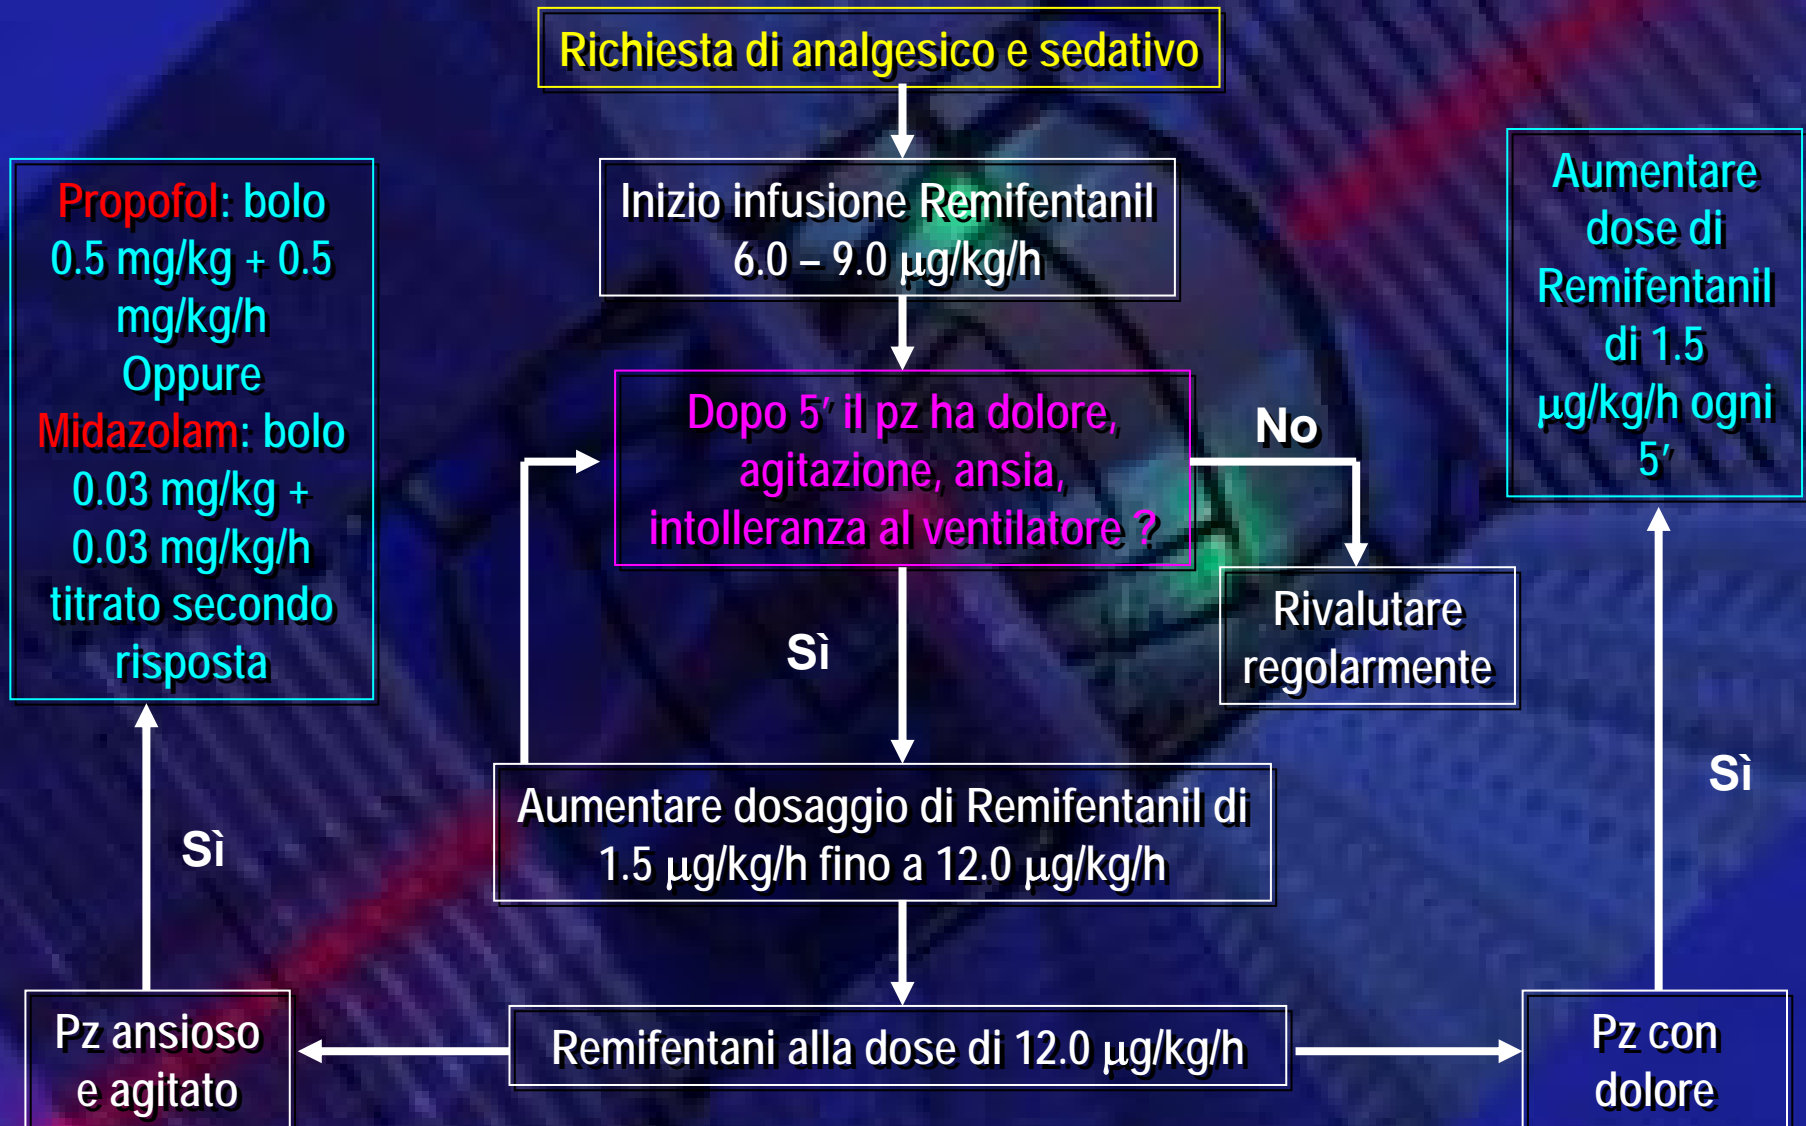 Richiesta di analgesico e sedativo
Inizio infusione Remifentanil
6.0 – 9.0 μg/kg/h
Propofol: bolo
0.5 mg/kg + 0.5
mg/kg/h
Oppure
Midazolam: bolo
0.03 mg/kg +
0.03 mg/kg/h
titrato secondo
risposta
Aumentare
dose di
Remifentanil
di 1.5
μg/kg/h ogni
5′
Dopo 5′ il pz ha dolore,
agitazione, ansia,
intolleranza al ventilatore ?
No
Rivalutare
regolarmente
Sì
Aumentare dosaggio di Remifentanil di
1.5 μg/kg/h fino a 12.0 μg/kg/h
Sì
Sì
Pz ansioso
e agitato
Remifentani alla dose di 12.0 μg/kg/h
Pz con
dolore